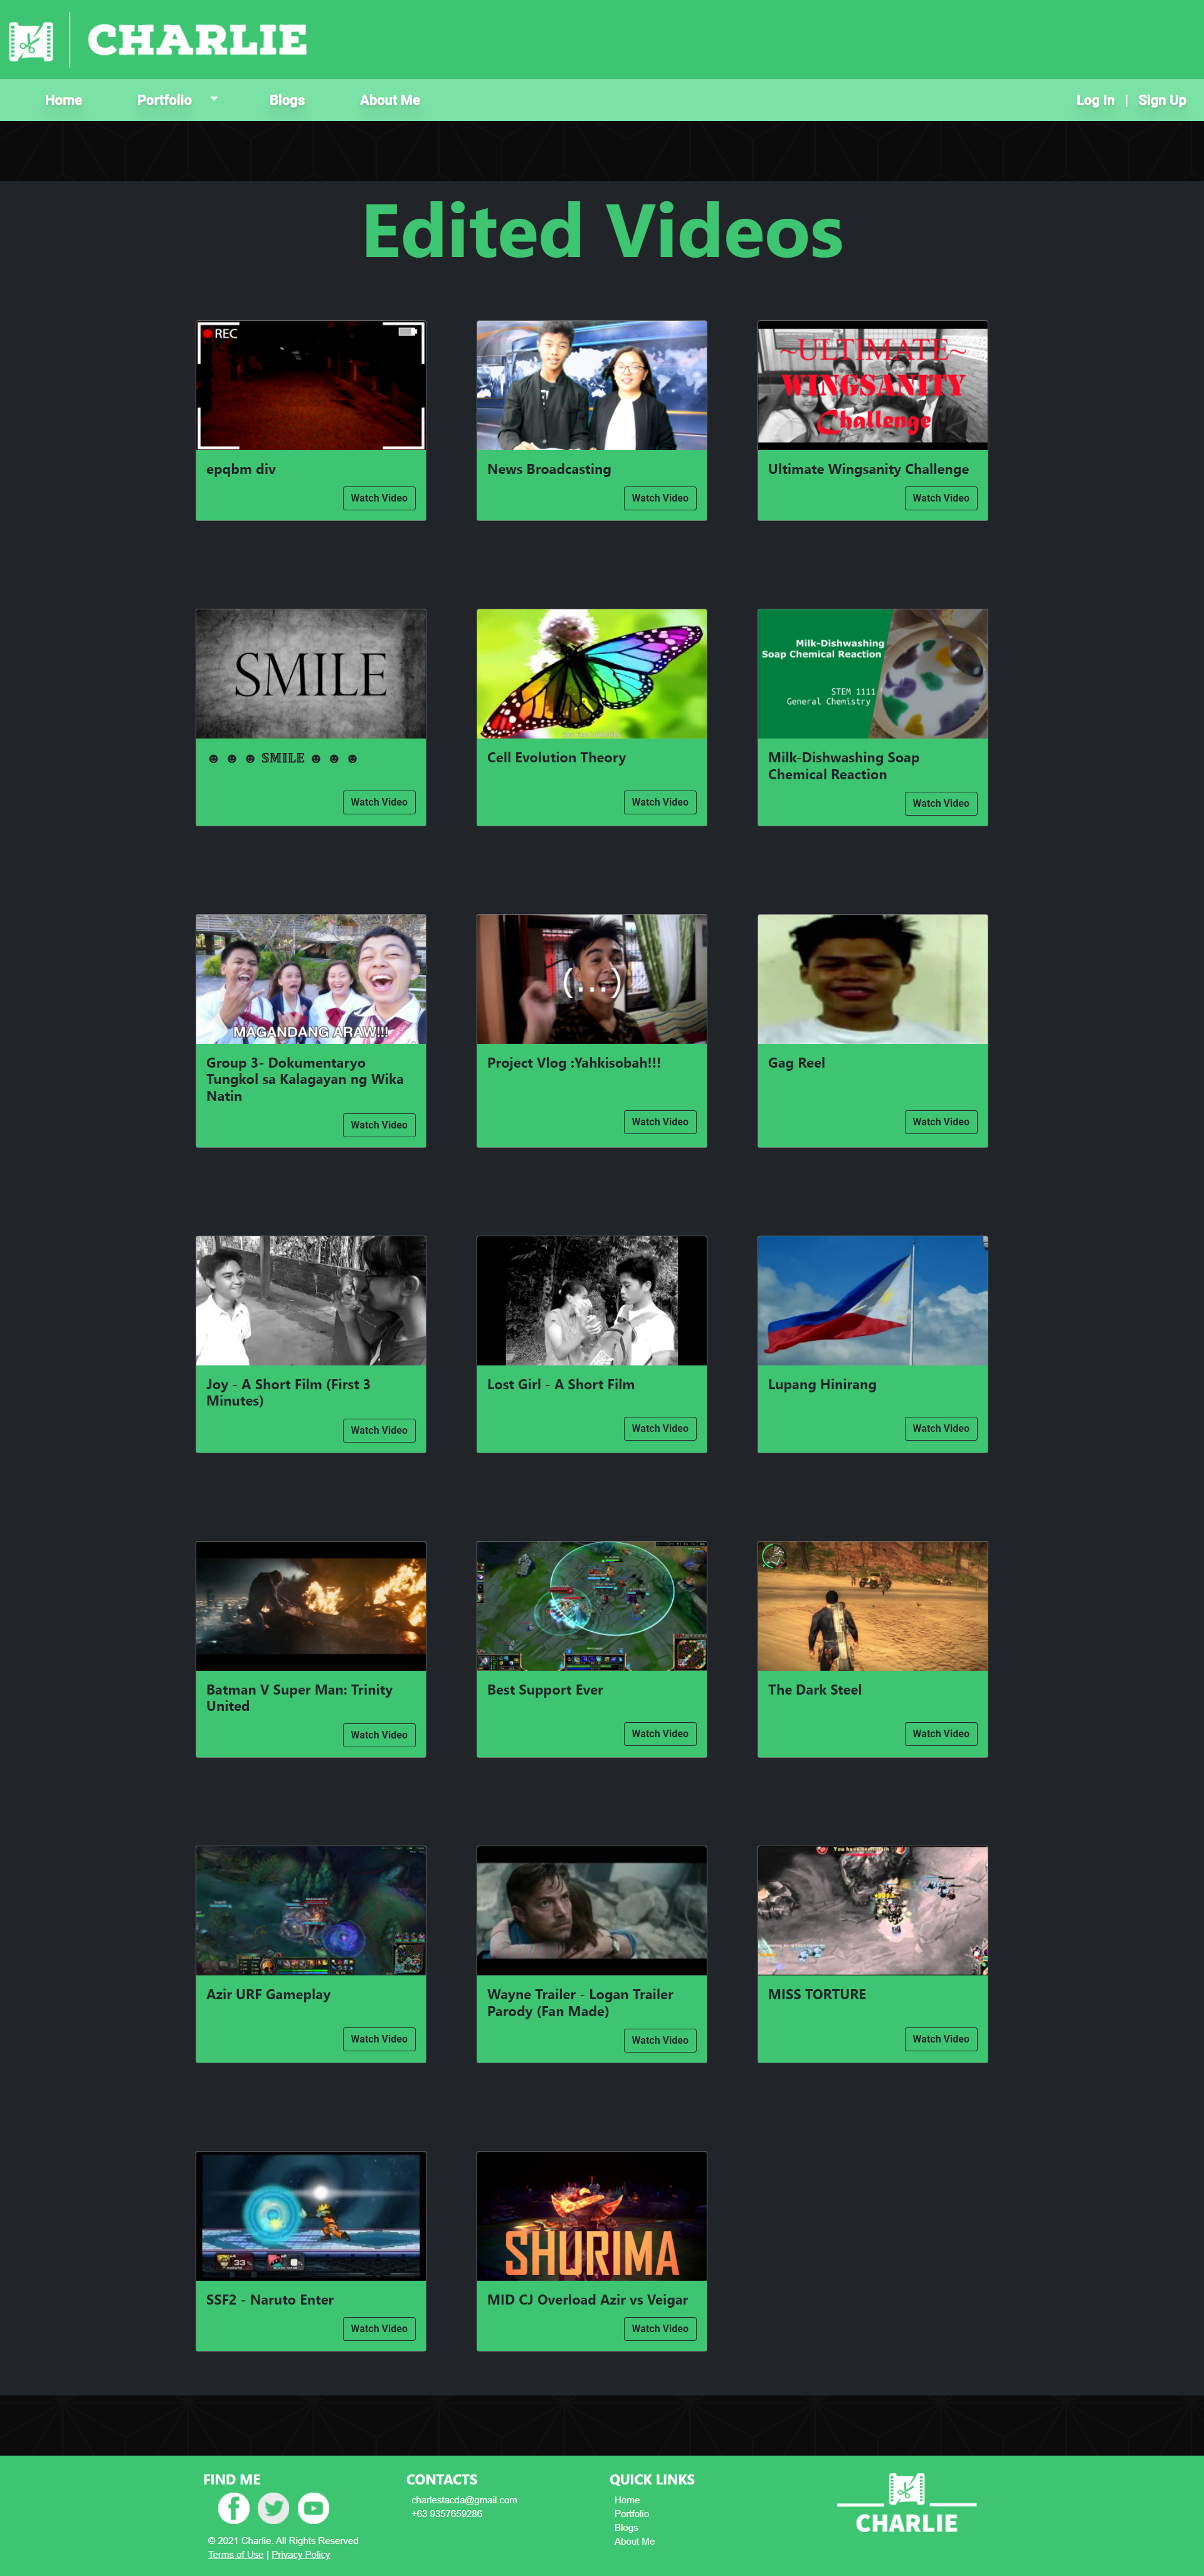 CHARLIE
Home Portfolio Blogs About Me Log In | Sign Up
Edited Videos
REC
epqbm div
Watch Video
News Broadcasting
Watch Video
~ULTIMATE~
WINGSANITY
Challenge
Ultimate Wingsanity Challenge
Watch Video
SMILE
☻ ☻ ☻ 𝕊𝕄𝕀𝕃𝔼 ☻ ☻ ☻
Watch Video
Cell Evolution Theory
Watch Video
Milk-Dishwashing
Soap Chemical Reaction
STEM 1111
General Chemistry
Milk-Dishwashing Soap
Chemical Reaction
Watch Video
MAGANDANG ARAW!!!
Group 3- Dokumentaryo
Tungkol sa Kalagayan ng Wika
Natin
Watch Video
(...)
Project Vlog :Yahkisobah!!!
Watch Video
Gag Reel
Watch Video
Joy - A Short Film (First 3
Minutes)
Watch Video
Lost Girl - A Short Film
Watch Video
Lupang Hinirang
Watch Video
Batman V Super Man: Trinity
United
Watch Video
Best Support Ever
Watch Video
The Dark Steel
Watch Video
Azir URF Gameplay
Watch Video
Wayne Trailer - Logan Trailer
Parody (Fan Made)
Watch Video
MISS TORTURE
Watch Video
33%
SSF2 - Naruto Enter
Watch Video
SHURIMA
MID CJ Overload Azir vs Veigar
Watch Video
FIND ME
© 2021 Charlie. All Rights Reserved
Terms of Use | Privacy Policy
CONTACTS
charlestacda@gmail.com
+63 9357659286
QUICK LINKS
Home
Portfolio
Blogs
About Me
CHARLIE